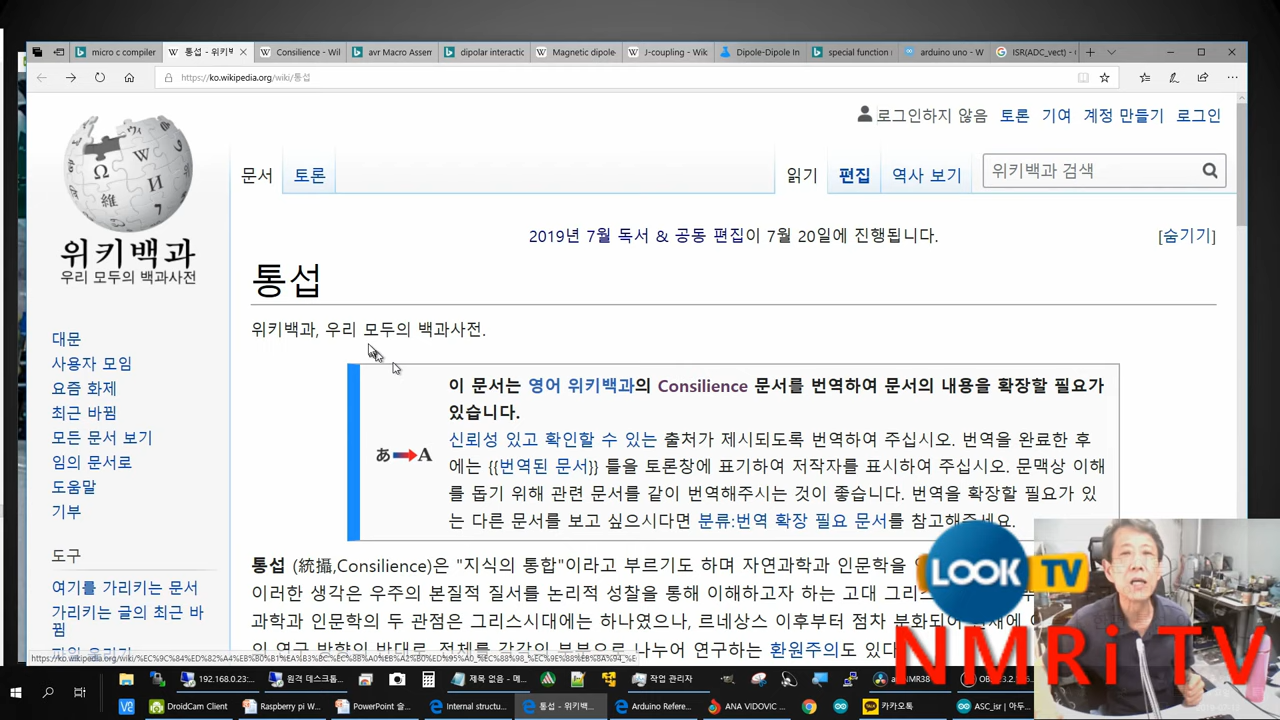 micro c compiler
통섭 - 위키백
Consilience - Wil
avr Macro Assem
dipolar interactic
Magnetic dipole-
J-coupling - Wik
Dipole-Dipole In
special function r
arduino uno - W
ISR(ADC_vect) -
https://ko.wikipedia.org/wiki/통섭
로그인하지 않음 토론 기여 계정 만들기 로그인
문서 토론 읽기 편집 역사 보기 위키백과 검색
위키백과
우리 모두의 백과사전
2019년 7월 독서 & 공동 편집이 7월 20일에 진행됩니다. [숨기기]
통섭
위키백과, 우리 모두의 백과사전.
대문
사용자 모임
요즘 화제
최근 바뀜
모든 문서 보기
임의 문서로
도움말
기부
도구
여기를 가리키는 문서
가리키는 글의 최근 바
뀜
이 문서는 영어 위키백과의 Consilience 문서를 번역하여 문서의 내용을 확장할 필요가
있습니다.
신뢰성 있고 확인할 수 있는 출처가 제시되도록 번역하여 주십시오. 번역을 완료한 후
에는 {{번역된 문서}} 틀을 토론창에 표기하여 저작자를 표시하여 주십시오. 문맥상 이해
를 돕기 위해 관련 문서를 같이 번역해주시는 것이 좋습니다. 번역을 확장할 필요가 있
는 다른 문서를 보고 싶으시다면 분류:번역 확장 필요 문서를 참고해주세요.
あ A
통섭 (統攝,Consilience)은 "지식의 통합"이라고 부르기도 하며 자연과학과 인문학을
이러한 생각은 우주의 본질적 질서를 논리적 성찰을 통해 이해하고자 하는 고대 그리스
과학과 인문학의 두 관점은 그리스시대에는 하나였으나, 르네상스 이후부터 점차 분화되어
의 연구 방향의 반대로, 전체를 각각의 부분으로 나누어 연구하는 환원주의도 있다
LOOK TV
NMRi TV
192.168.0.23:
원격 데스크톱
제목 없음 - 메
작업 관리자
DroidCam Client
Raspberry pi W
PowerPoint 슬
Internal structu
통섭 - 위키백
Arduino Refere
ANA VIDOVIC
카카오톡
ASC_isr | 아두